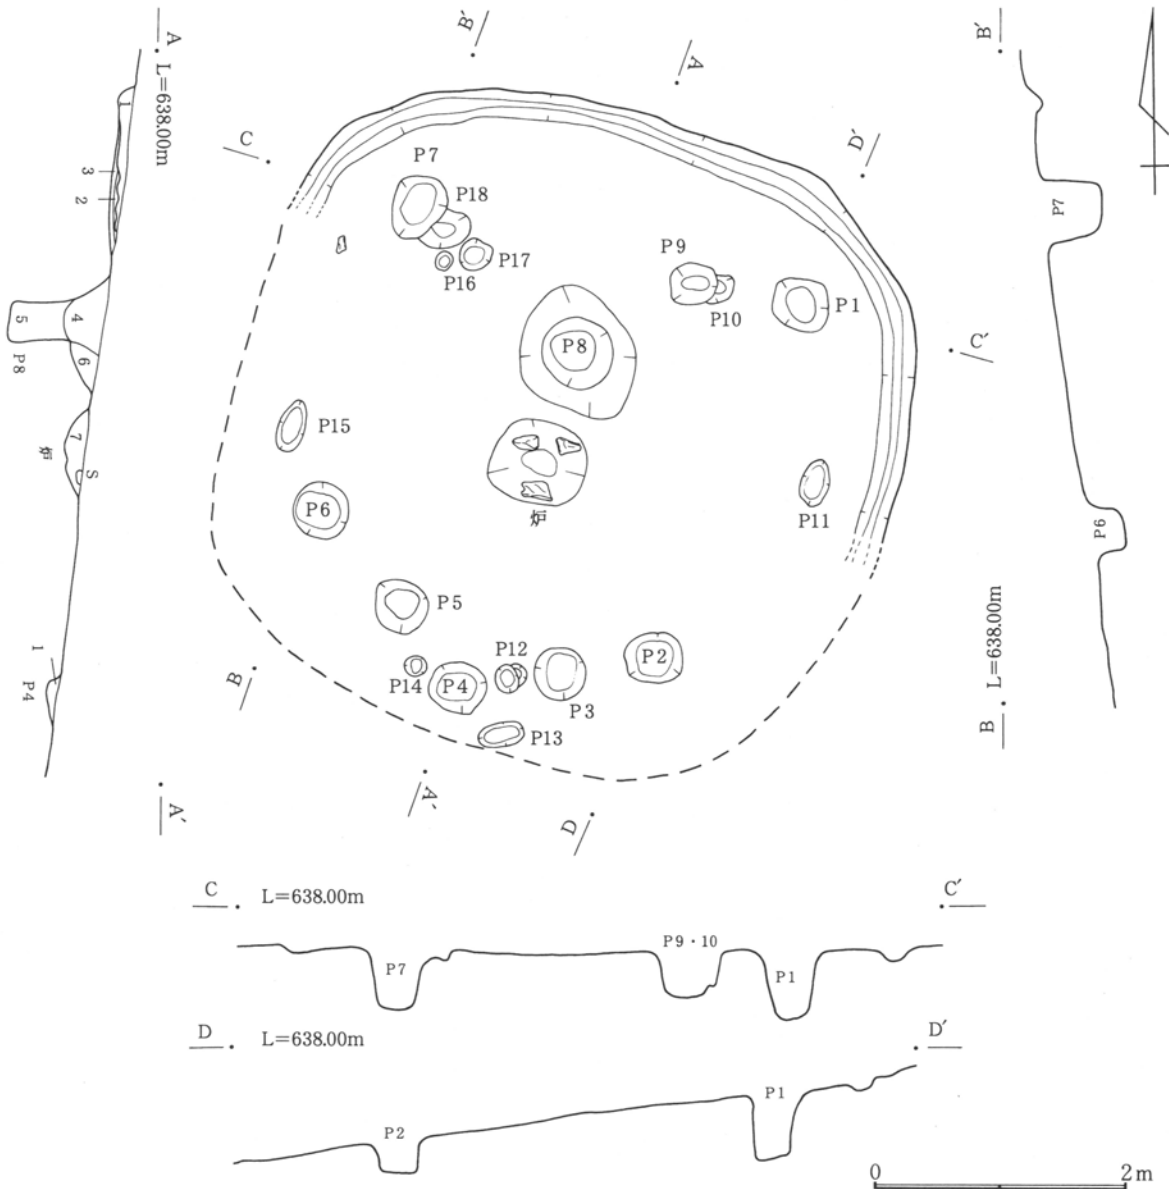 A
L=638.00m
1
3
2
4
5
6
P8
7
炉
S
1
P4
A′
B′
A
C
D′
P7
P18
P17
P16
P9
P10
P1
P8
C′
P15
P6
炉
P11
P5
P12
P2
P14
P4
P3
P13
B
A′
D
B′
P7
P6
L=638.00m
B
C
L=638.00m
C′
P7
P9・10
P1
D
L=638.00m
D′
P2
P1
0
2m